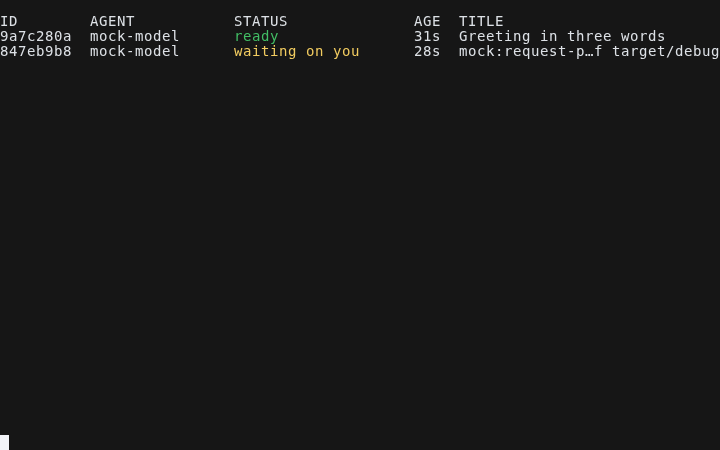 ID        AGENT           STATUS              AGE  TITLE
9a7c280a  mock-model      ready               31s  Greeting in three words
847eb9b8  mock-model      waiting on you      28s  mock:request-p…f target/debug